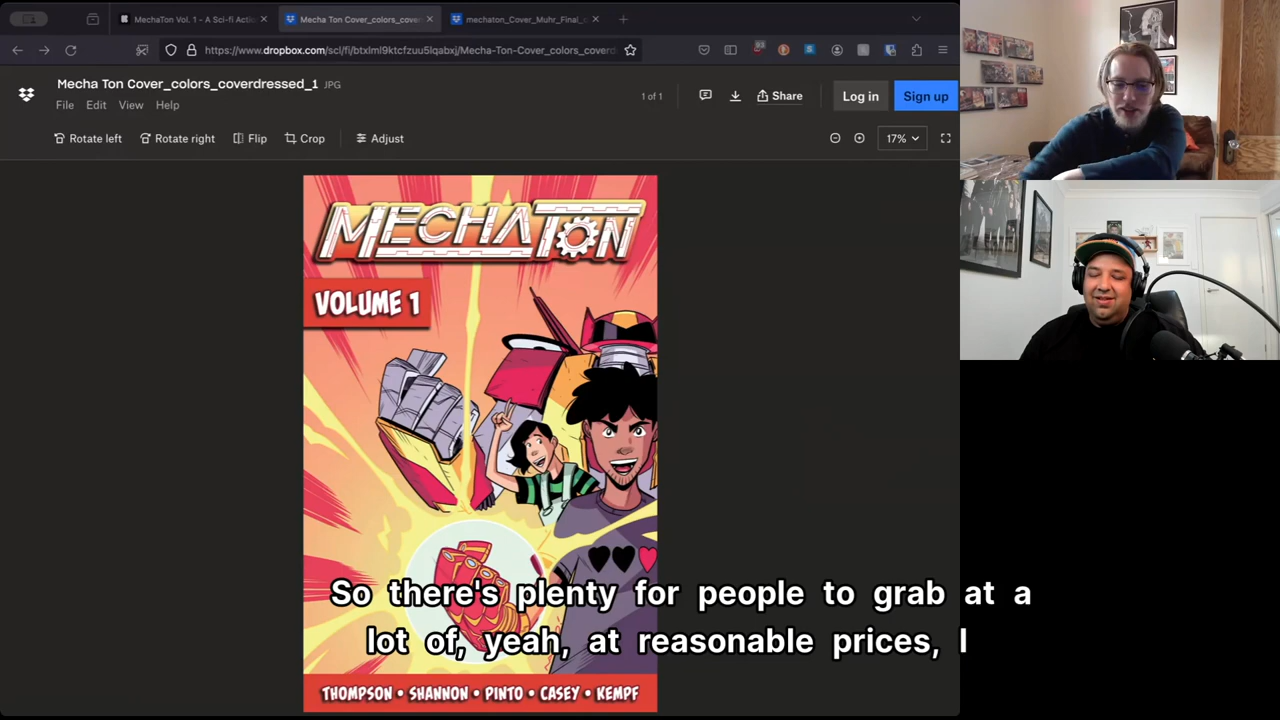 MechaTon Vol. 1 – A Sci-fi Actio
Mecha Ton Cover_colors_cover
mechaton_Cover_Muhr_Final_
https://www.dropbox.com/scl/fi/btxlml9ktcfzuu5lqabxj/Mecha-Ton-Cover_colors_coverd
Mecha Ton Cover_colors_coverdressed_1 JPG
File Edit View Help
1 of 1
Share
Log in
Sign up
Rotate left
Rotate right
Flip
Crop
Adjust
17%
MECHATON
VOLUME 1
So there's plenty for people to grab at a
lot of, yeah, at reasonable prices, I
THOMPSON • SHANNON • PINTO • CASEY • KEMPF